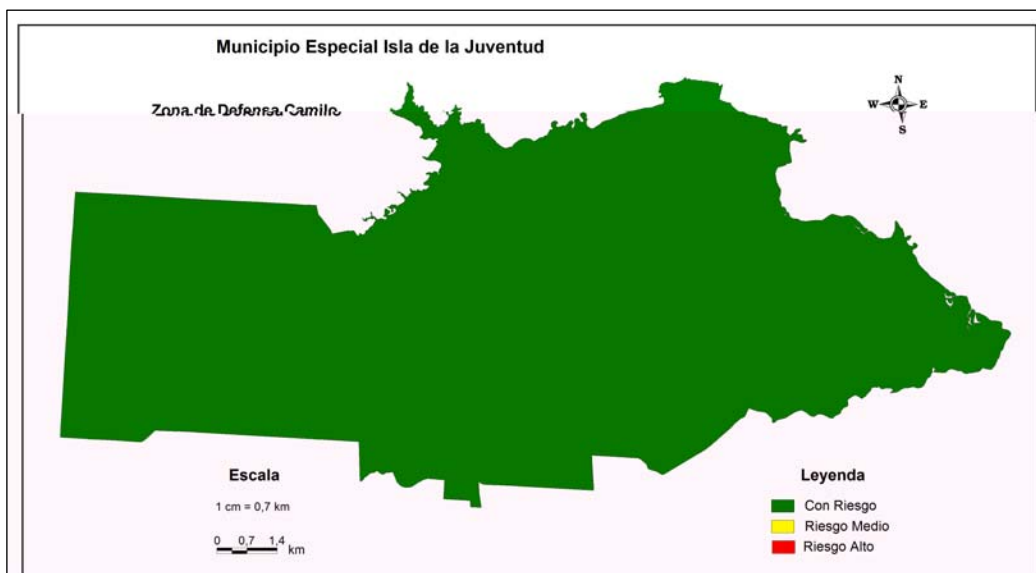 Municipio Especial Isla de la Juventud
Zona de Defensa Camilo
N
W E
S
Escala
1 cm = 0,7 km
0 0,7 1,4 km
Leyenda
Con Riesgo
Riesgo Medio
Riesgo Alto